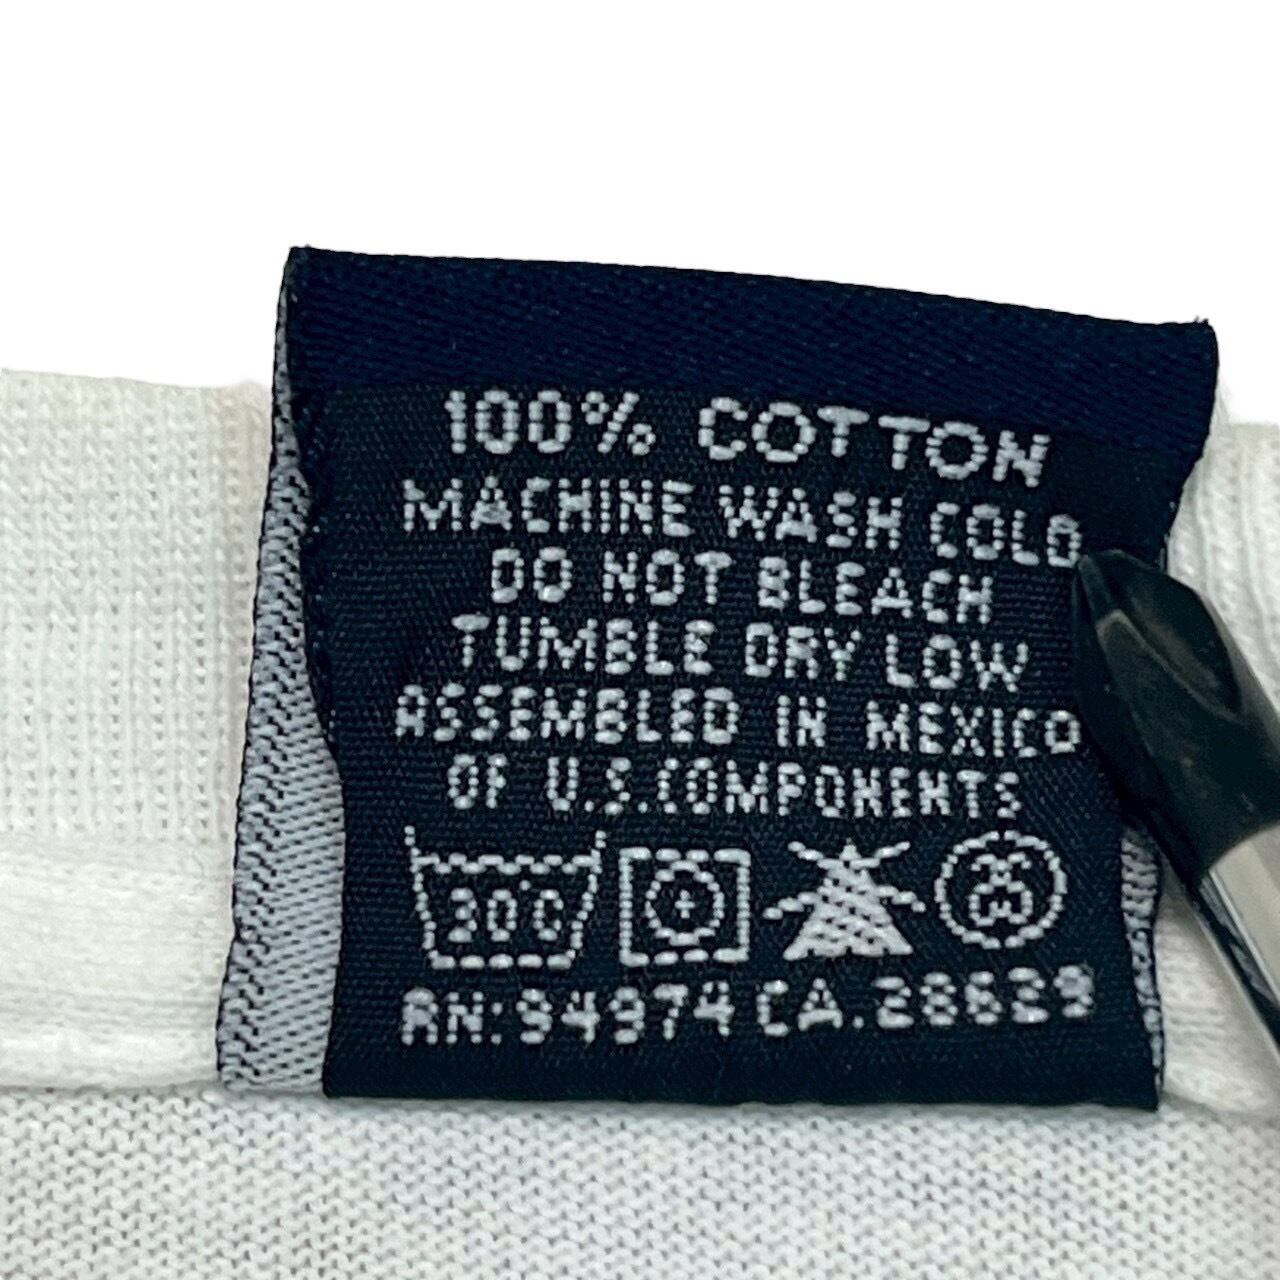 100% COTTON
MACHINE WASH COLD
DO NOT BLEACH
TUMBLE DRY LOW
ASSEMBLED IN MEXICO
OF U.S.COMPONENTS
30°C
RN:94974 CA.28629